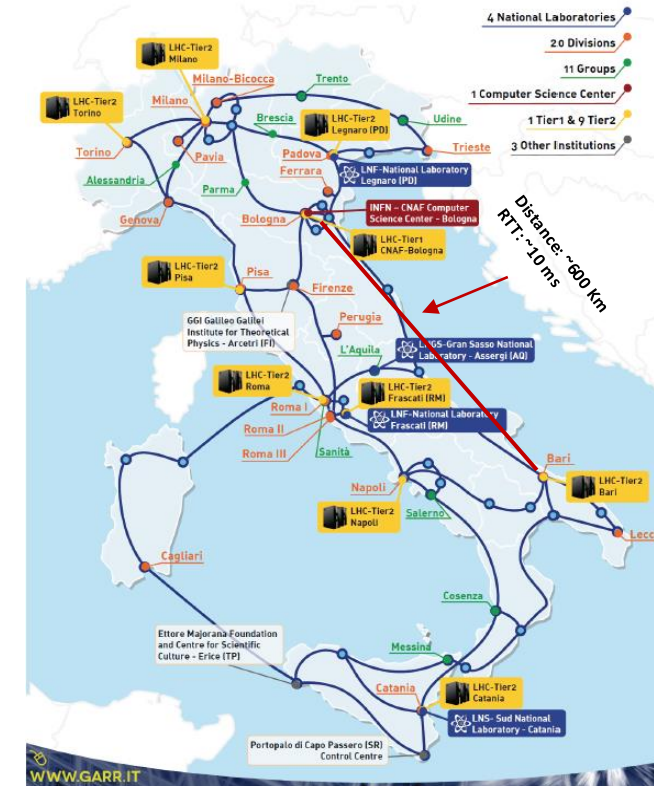 4 National Laboratories
20 Divisions
11 Groups
1 Computer Science Center
1 Tier1 & 9 Tier2
3 Other Institutions
LHC-Tier2
Milano
Milano-Bicocca
Trento
LHC-Tier2
Torino
Milano
Brescia
LHC-Tier2
Legnaro (PD)
Udine
Torino
Pavia
Padova
Trieste
Alessandria
Parma
Ferrara
LNF-National Laboratory
Legnaro (PD)
Genova
Bologna
INFN - CNAF Computer
Science Center - Bologna
LHC-Tier1
CNAF-Bologna
Distance: ~600 Km
RTT: ~10 ms
LHC-Tier2
Pisa
Pisa
Firenze
GGI Galileo Galilei
Institute for Theoretical
Physics - Arcetri (FI)
Perugia
L'Aquila
LNGS-Gran Sasso National
Laboratory - Assergi (AQ)
LHC-Tier2
Roma
LHC-Tier2
Frascati (RM)
Roma I
LNF-National Laboratory
Frascati (RM)
Roma II
Roma III
Sanità
Bari
LHC-Tier2
Bari
Napoli
LHC-Tier2
Napoli
Salerno
Lecc
Cagliari
Cosenza
Ettore Majorana Foundation
and Centre for Scientific
Culture - Erice (TP)
Messina
Catania
LHC-Tier2
Catania
LNS- Sud National
Laboratory - Catania
Portopalo di Capo Passero (SR)
Control Centre
WWW.GARR.IT